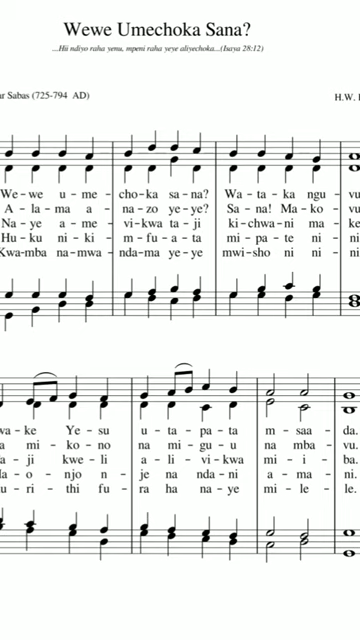 Wewe Umechoka Sana?
...Hii ndiyo raha yenu, mpeni raha yeye aliyechoka...(Isaya 28:12)
ar Sabas (725-794 AD) H.W.
We-we u-me-cho-ka sa-na? Wa-ta-ka ngu-vu
A-la-ma a-na-zo ye-ye? Sa-na! Ma-ko-vu
Na-ye a-me-vi-kwa ta-ji ki-chwa-ni ma-ke
Hu-ku ni-ki-m-fu-a-ta mi-pa-te ni-ni
Kwa-mba na-mwa-nda-ma ye-ye mwi-sho ni ni-ni
wa-ke Ye-su u-ta-pa-ta m-saa-da.
a mi-ko-no na mi-gu-u na mba-vu.
a-ji kwe-li a-li-vi-kwa mi-i-ba.
a-o-njo n-je na nda-ni a-ma-ni.
u-ri-thi fu-ra ha na-ye mi-le-le.